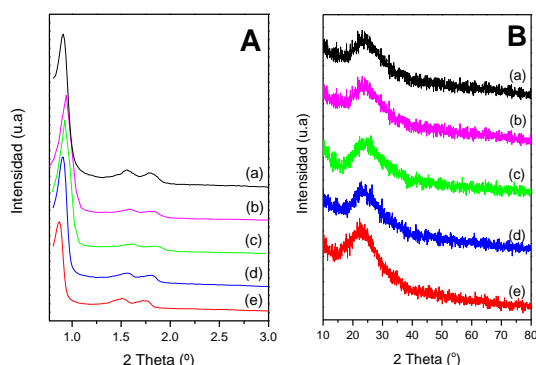 A
Intensidad (u.a)
(a)
(b)
(c)
(d)
(e)
1.0 1.5 2.0 2.5 3.0
2 Theta (º)
B
Intensidad (u.a)
(a)
(b)
(c)
(d)
(e)
10 20 30 40 50 60 70 80
2 Theta (°)